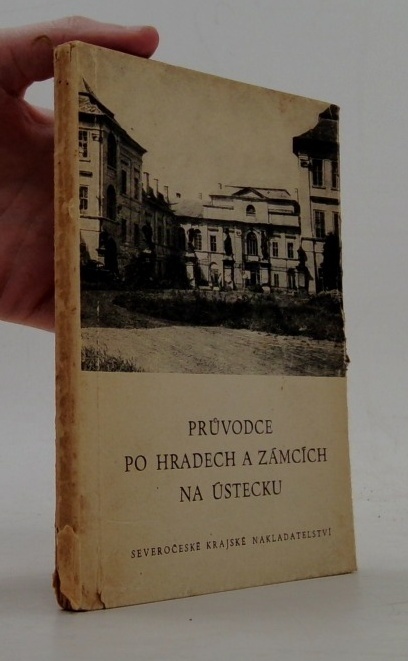 PRŮVODCE
PO HRADECH A ZÁMCÍCH
NA ÚSTECKU
SEVEROČESKÉ KRAJSKÉ NAKLADATELSTVÍ